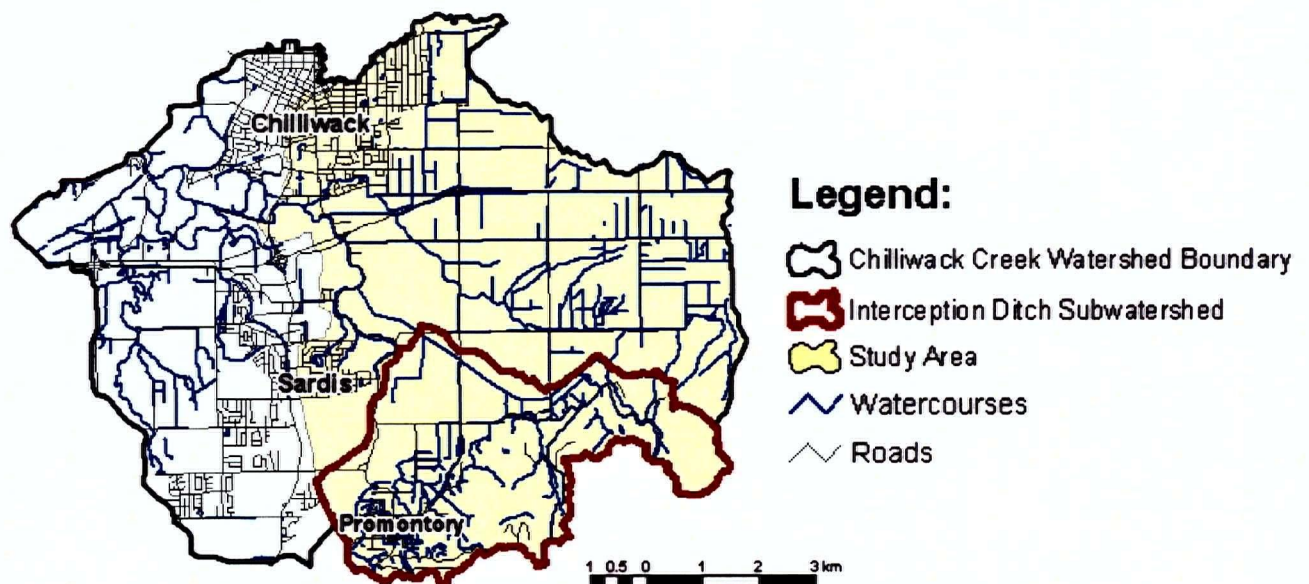 Chilliwack
Sardis
Promontory
Legend:
Chilliwack Creek Watershed Boundary
Interception Ditch Subwatershed
Study Area
Watercourses
Roads
1 0.5 0 1 2 3 km